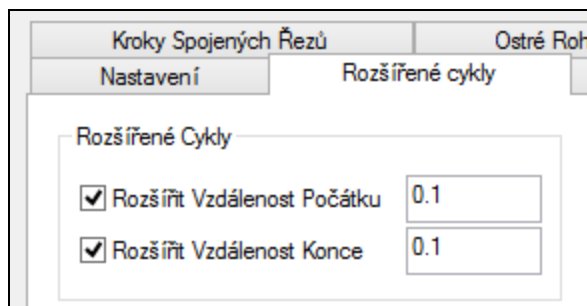 Kroky Spojených Řezů
Ostré Roh
Nastavení
Rozšířené cykly
Rozšířené Cykly
Rozšířit Vzdálenost Počátku 0.1
Rozšířit Vzdálenost Konce 0.1